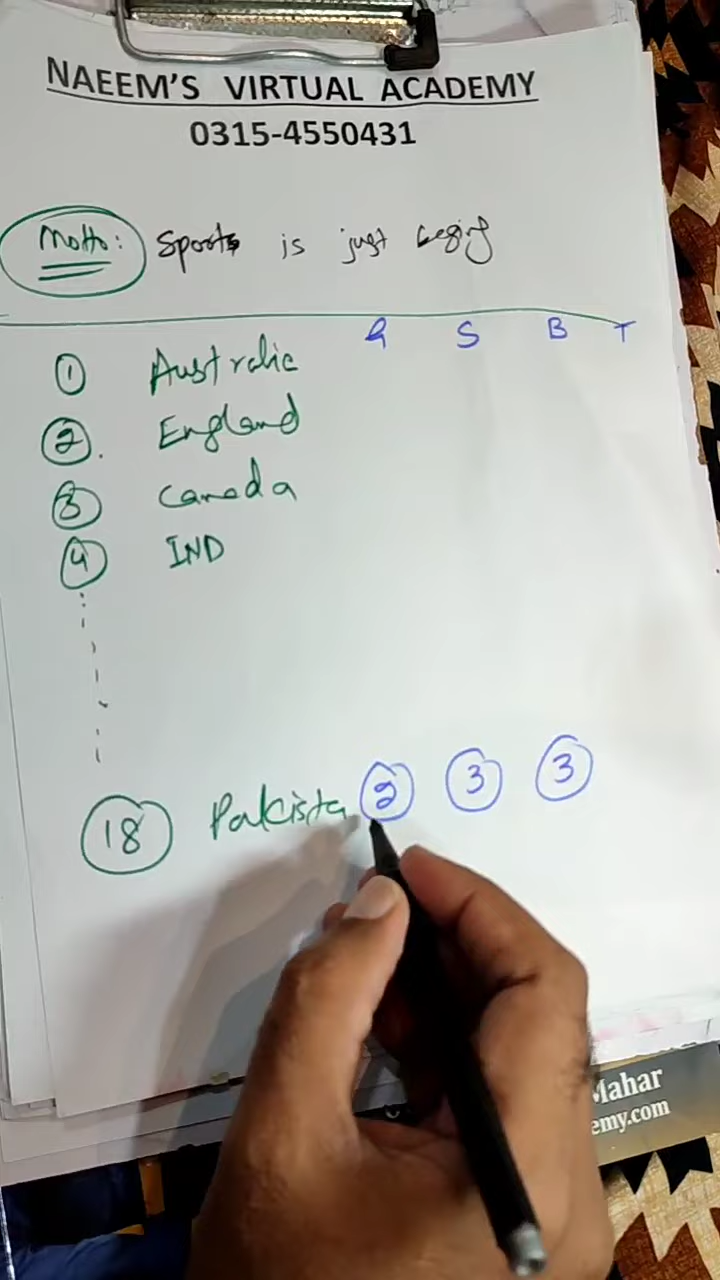 NAEEM'S VIRTUAL ACADEMY
0315-4550431
Motto: Sports is just
G S B T
1 Australia
2. England
3 Canada
4 IND
18 Pakista 2 3 3
Mahar
emy.com